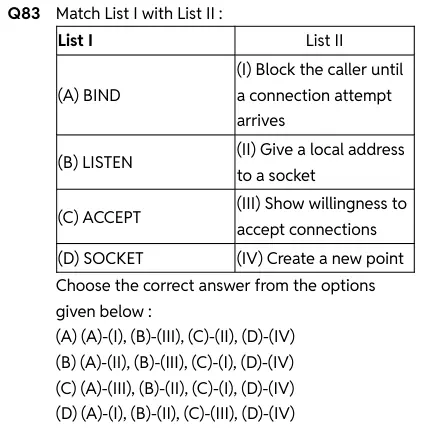 Q83 Match List I with List II :
List I List II
(A) BIND
(I) Block the caller until
a connection attempt
arrives
(B) LISTEN
(II) Give a local address
to a socket
(C) ACCEPT
(III) Show willingness to
accept connections
(D) SOCKET
(IV) Create a new point
Choose the correct answer from the options
given below :
(A) (A)-(I), (B)-(III), (C)-(II), (D)-(IV)
(B) (A)-(II), (B)-(III), (C)-(I), (D)-(IV)
(C) (A)-(III), (B)-(II), (C)-(I), (D)-(IV)
(D) (A)-(I), (B)-(II), (C)-(III), (D)-(IV)